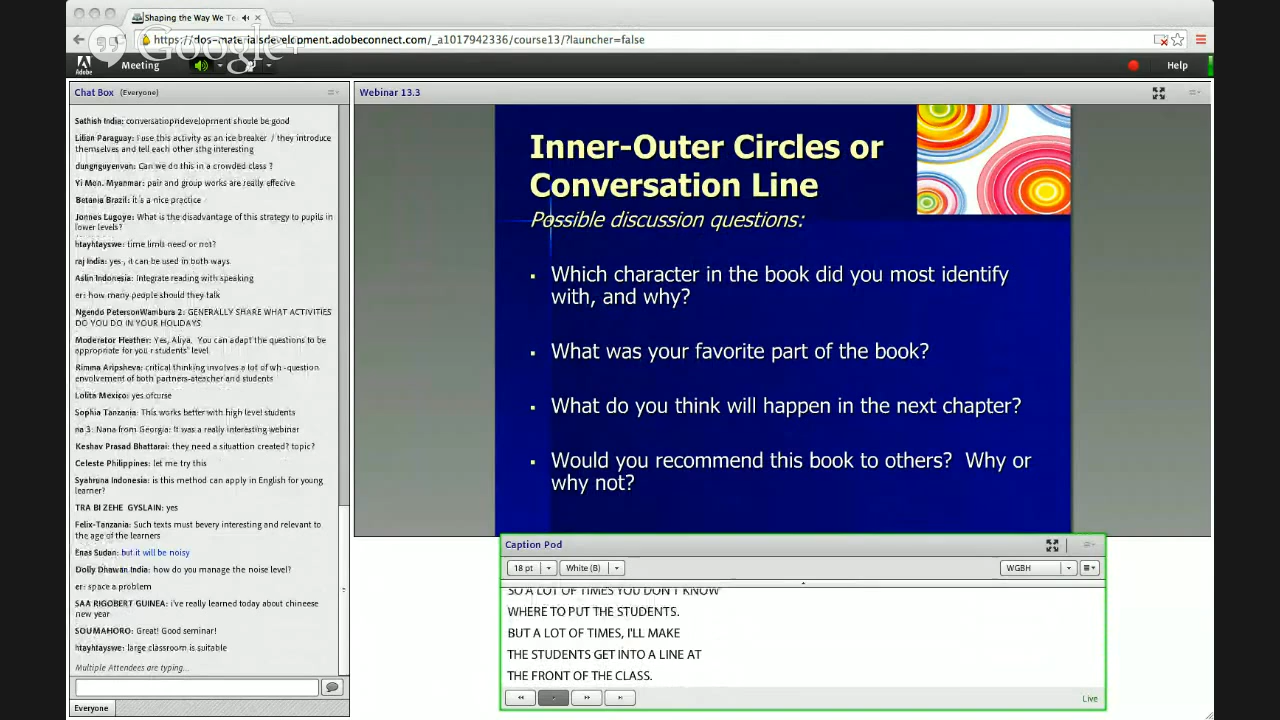 Shaping the Way We Te
Google+
https://dos-materialsdevelopment.adobeconnect.com/_a1017942336/course13/?launcher=false
Adobe
Meeting
Help
Chat Box (Everyone)
Sathish India: conversationndevelopment shoule be good
Lilian Paraguay: I use this activity as an ice breaker / they introduce
themselves and tell each other sthg interesting
dungnguyenvan: Can we do this in a crowded class ?
Yi Mon. Myanmar: pair and group works are really effecive
Betania Brazil: it´s a nice practice
Jonnes Lugoye: What is the disadvantage of this strategy to pupils in
lower levels?
htayhtayswe: time limit need or not?
raj India: yes , it can be used in both ways.
Aslin Indonesia: Integrate reading with speaking
er: how many people should they talk
Ngendo PetersonWambura 2: GENERALLY SHARE WHAT ACTIVITIES
DO YOU DO IN YOUR HOLIDAYS
Moderator Heather: Yes, Aliya. You can adapt the questions to be
appropriate for you r students' level
Rimma Aripsheva: critical thinking involves a lot of wh -question
envolvement of both partners-ateacher and students
Lolita Mexico: yes ofcurse
Sophia Tanzania: This works better with high level students
na 3: Nana from Georgia: It was a really interesting webinar
Keshav Prasad Bhattarai: they need a situattion created? topic?
Celeste Philippines: let me try this
Syahruna Indonesia: is this method can apply in English for young
learner?
TRA BI ZEHE GYSLAIN: yes
Felix-Tanzania: Such texts must bevery interesting and relevant to
the age of the learners
Enas Sudan: but it will be noisy
Dolly Dhawan India: how do you manage the noise level?
er: space a problem
SAA RIGOBERT GUINEA: i've really learned today about chineese
new year
SOUMAHORO: Great! Good seminar!
htayhtayswe: large classroom is suitable
Multiple Attendees are typing...
Everyone
Webinar 13.3
Inner-Outer Circles or
Conversation Line
Possible discussion questions:
Which character in the book did you most identify
with, and why?
What was your favorite part of the book?
What do you think will happen in the next chapter?
Would you recommend this book to others? Why or
why not?
Caption Pod
18 pt
White (B)
WGBH
SO A LOT OF TIMES YOU DON'T KNOW
WHERE TO PUT THE STUDENTS.
BUT A LOT OF TIMES, I'LL MAKE
THE STUDENTS GET INTO A LINE AT
THE FRONT OF THE CLASS.
Live